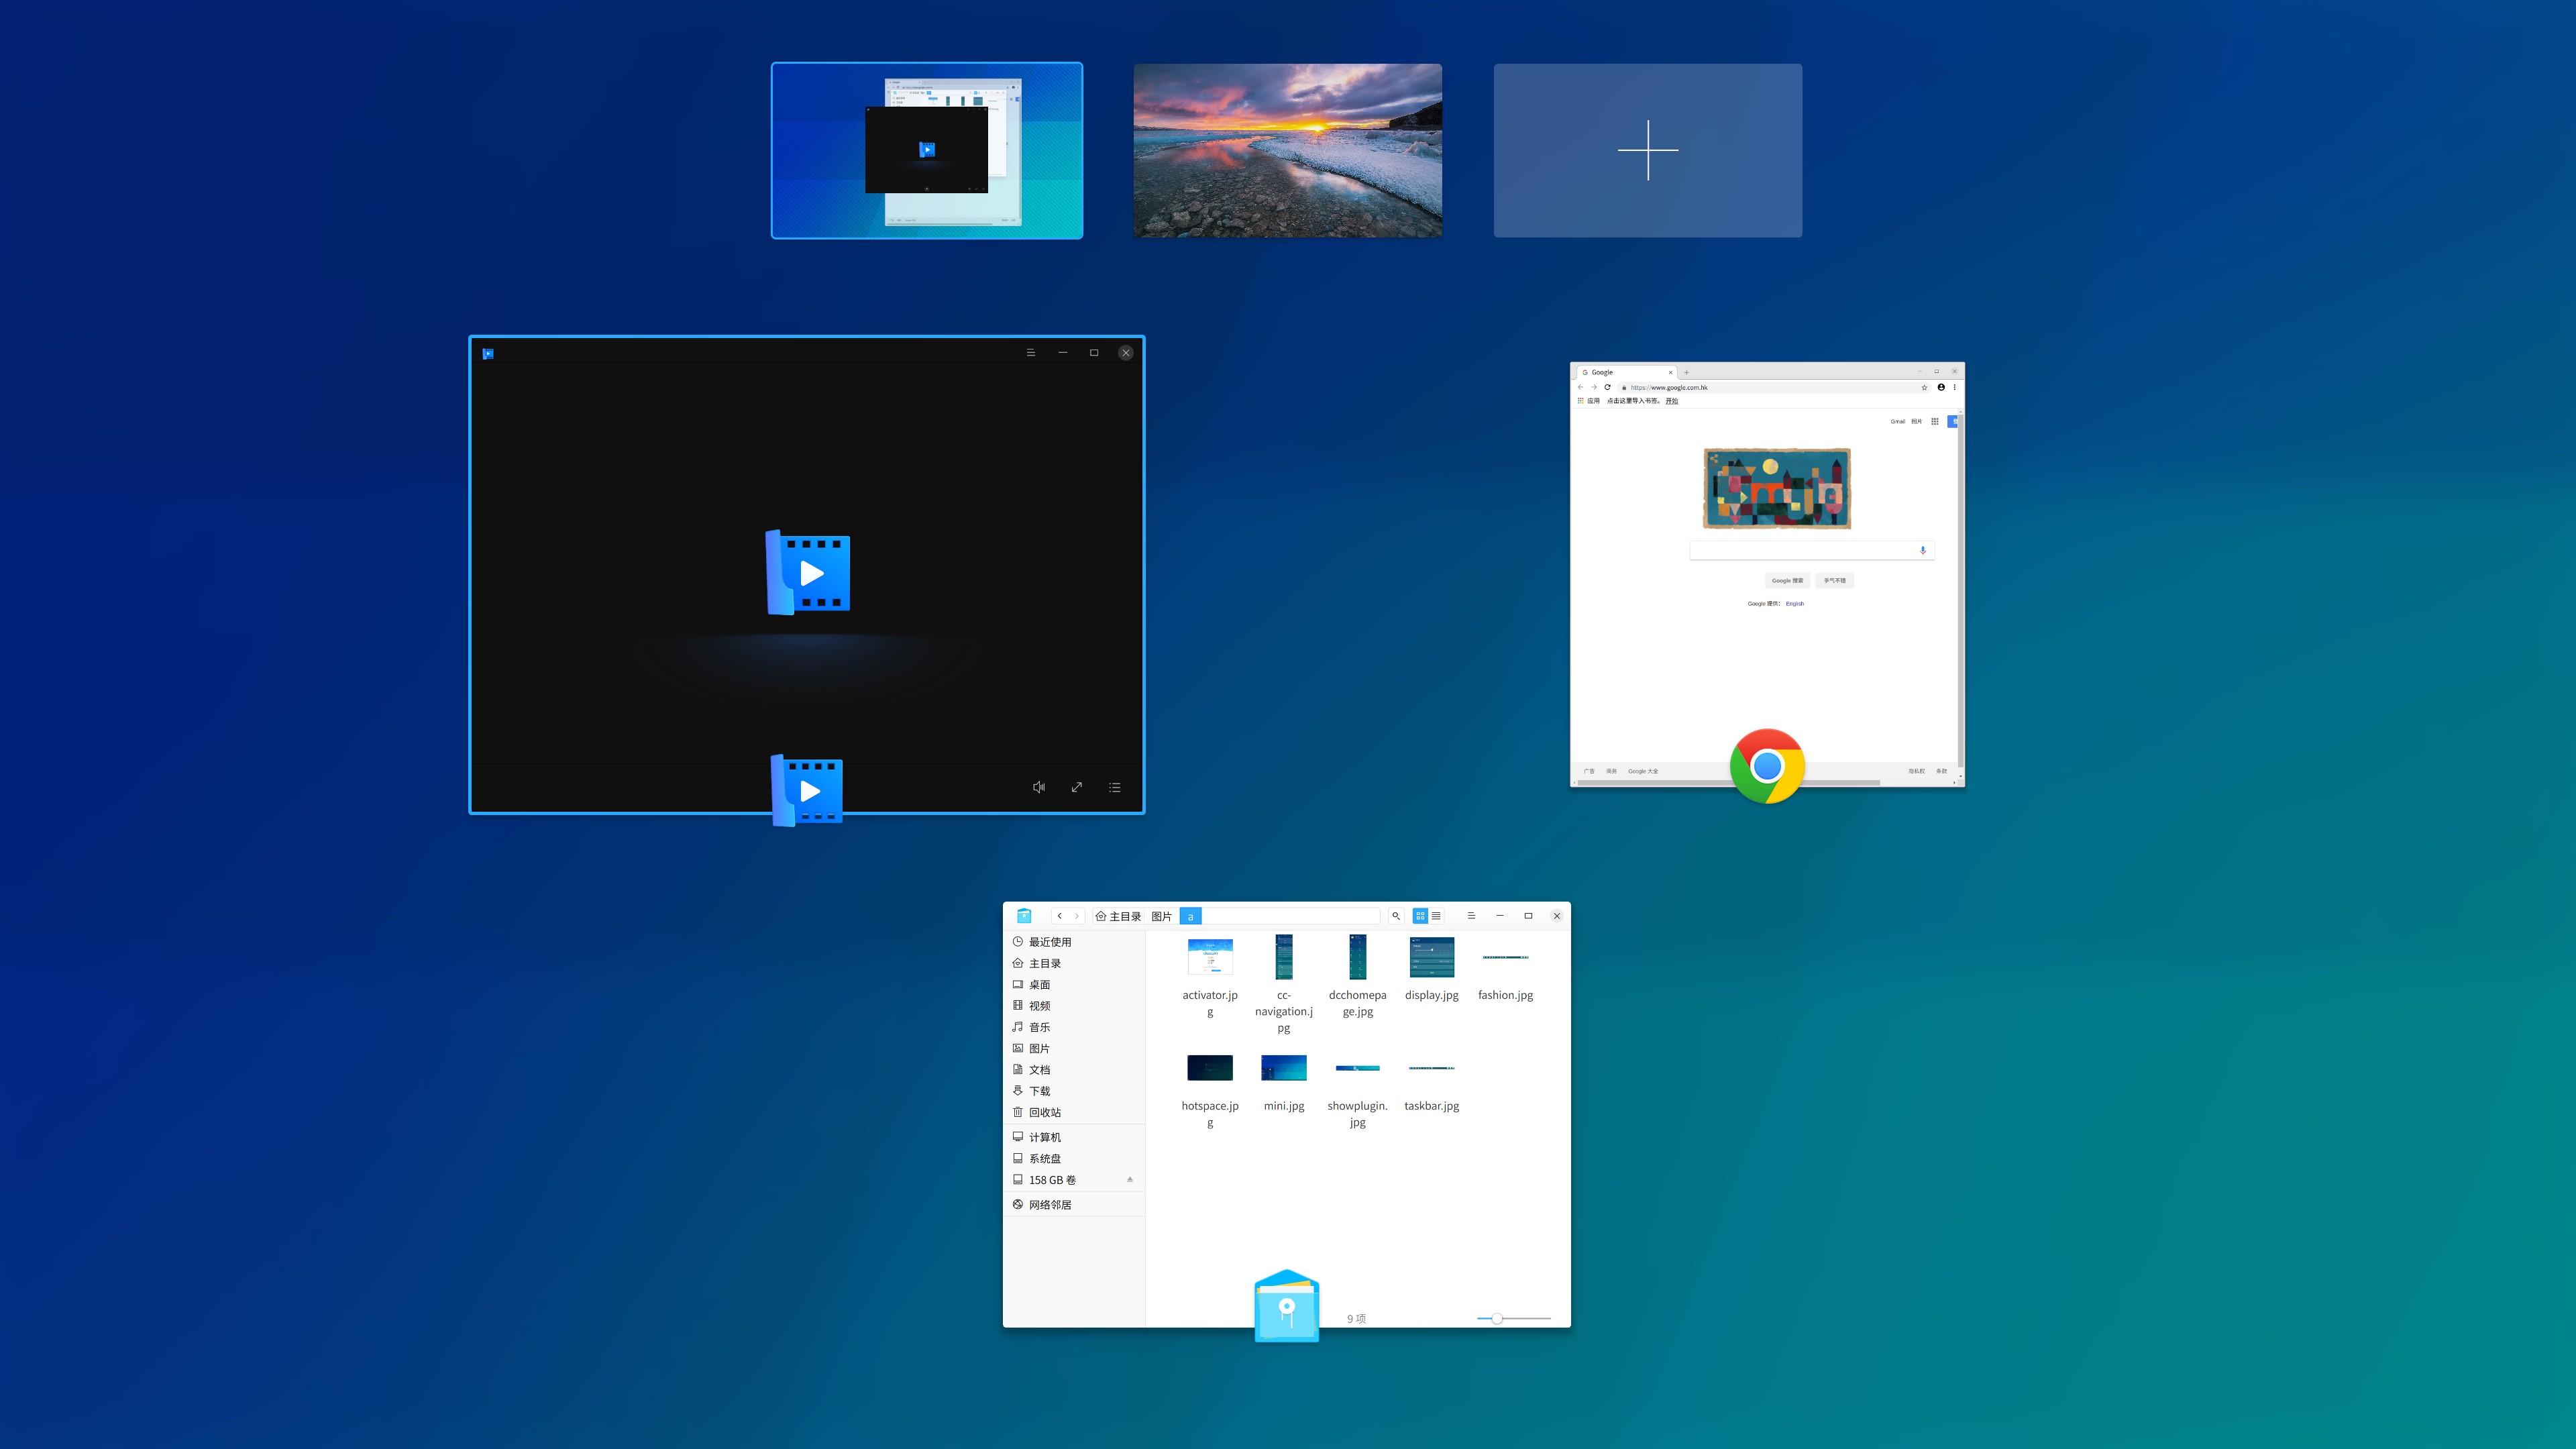 Google
https://www.google.com.hk
应用 点击这里导入书签。 开始
Gmail 图片
Google 搜索 手气不错
Google 提供： English
广告 商务 Google 大全 隐私权 条款
主目录 图片 a
最近使用
主目录
桌面
视频
音乐
图片
文档
下载
回收站
计算机
系统盘
158 GB 卷
网络邻居
activator.jp
g
cc-
navigation.j
pg
dcchomepa
ge.jpg
display.jpg
fashion.jpg
hotspace.jp
g
mini.jpg
showplugin.
jpg
taskbar.jpg
9 项